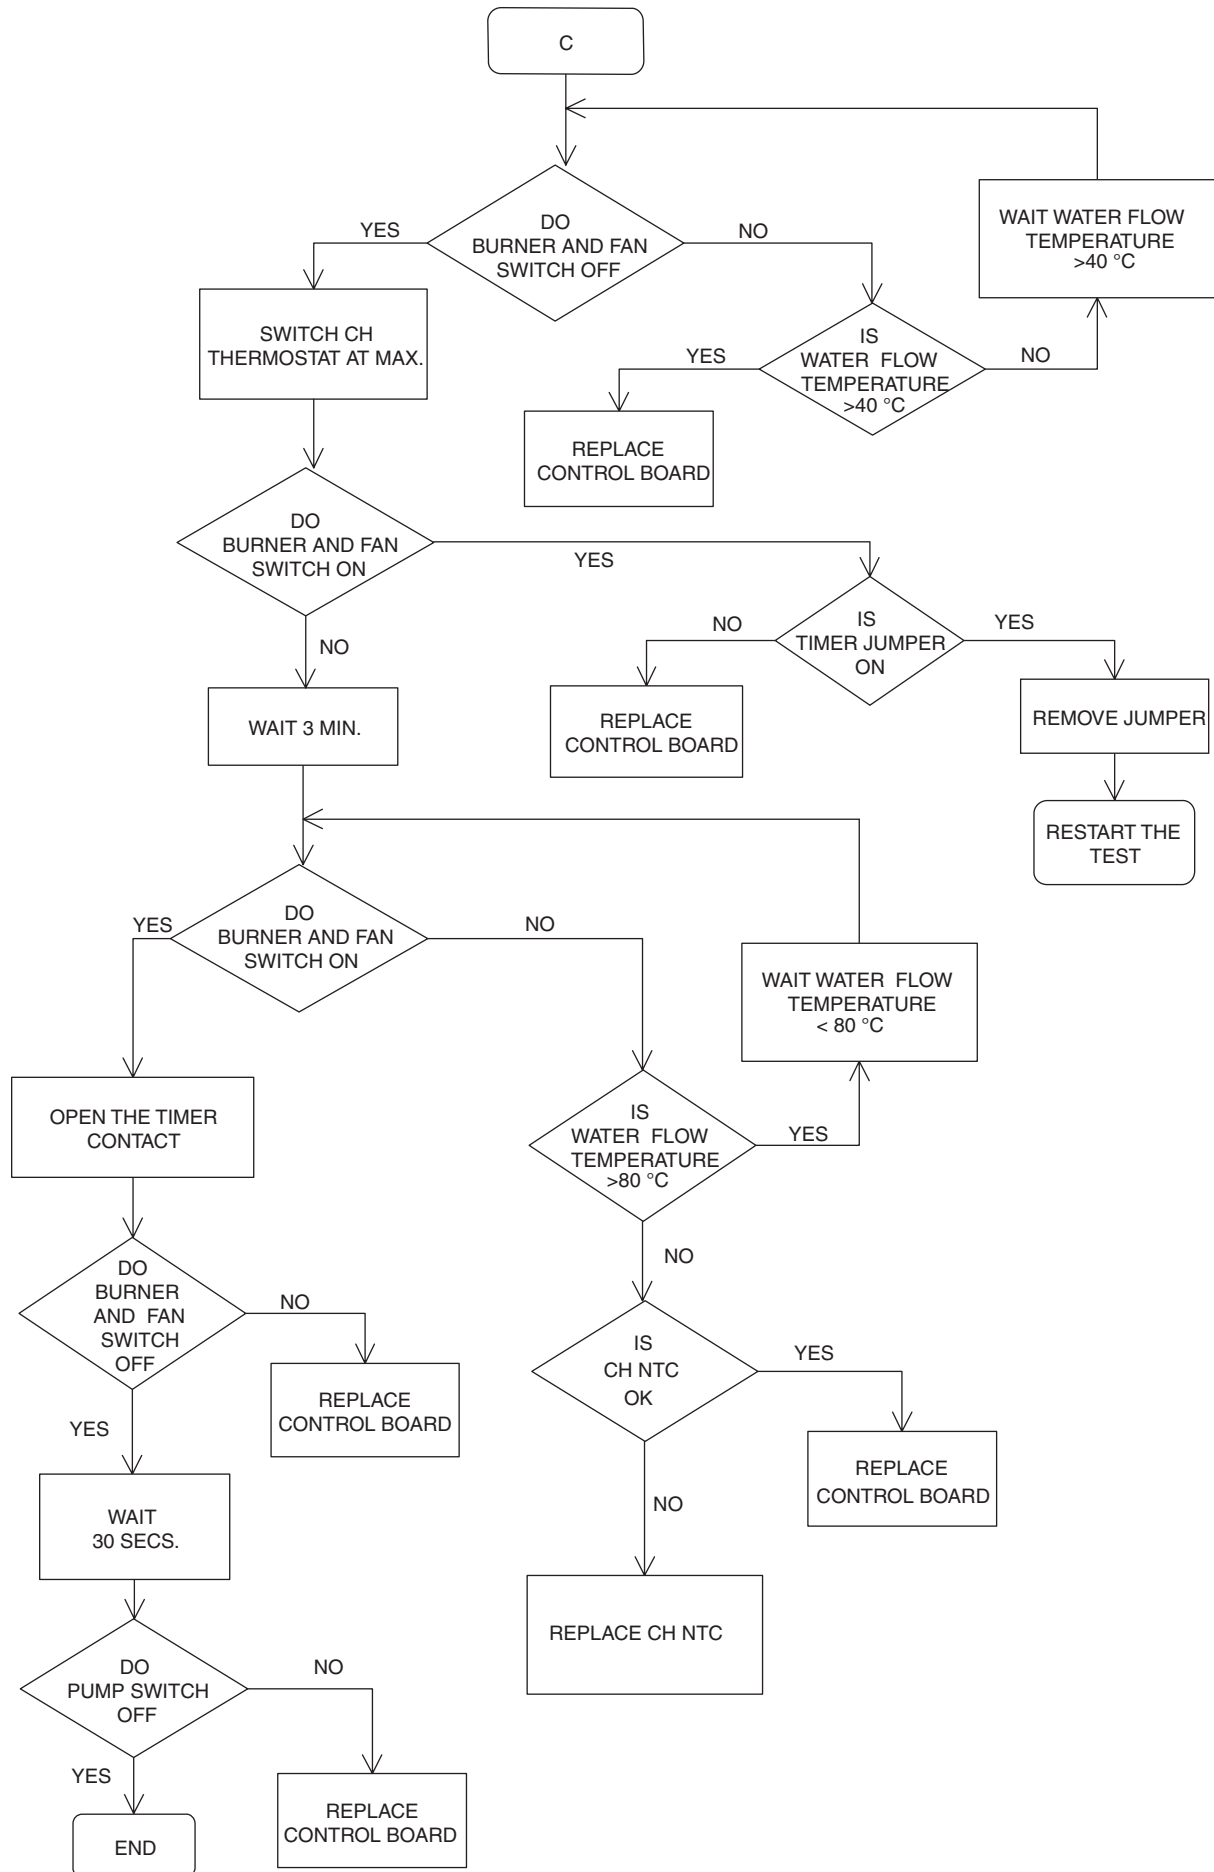 C
DO
BURNER AND FAN
SWITCH OFF
YES
NO
WAIT WATER FLOW
TEMPERATURE
>40 °C
SWITCH CH
THERMOSTAT AT MAX.
IS
WATER FLOW
TEMPERATURE
>40 °C
YES
NO
REPLACE
CONTROL BOARD
DO
BURNER AND FAN
SWITCH ON
YES
NO
IS
TIMER JUMPER
ON
NO
YES
WAIT 3 MIN.
REPLACE
CONTROL BOARD
REMOVE JUMPER
RESTART THE
TEST
DO
BURNER AND FAN
SWITCH ON
YES
NO
WAIT WATER FLOW
TEMPERATURE
< 80 °C
OPEN THE TIMER
CONTACT
IS
WATER FLOW
TEMPERATURE
>80 °C
YES
NO
DO
BURNER
AND FAN
SWITCH
OFF
NO
YES
REPLACE
CONTROL BOARD
IS
CH NTC
OK
YES
NO
REPLACE
CONTROL BOARD
WAIT
30 SECS.
REPLACE CH NTC
DO
PUMP SWITCH
OFF
NO
YES
REPLACE
CONTROL BOARD
END